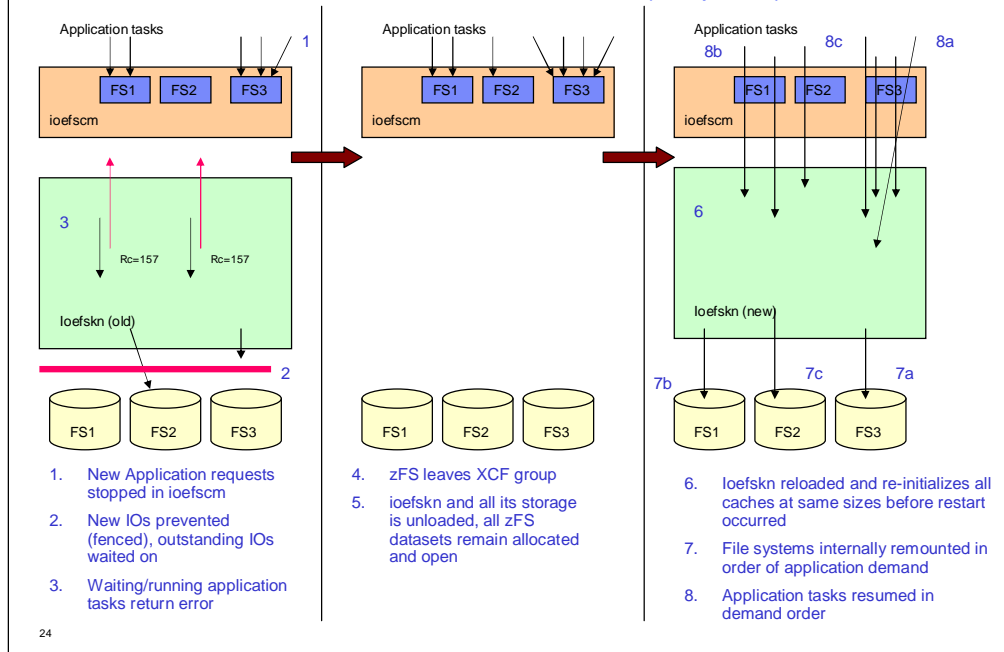 Application tasks
1
FS1
FS2
FS3
ioefscm
3
Rc=157
Rc=157
Ioefskn (old)
2
FS1
FS2
FS3
1. New Application requests
stopped in ioefscm
2. New IOs prevented
(fenced), outstanding IOs
waited on
3. Waiting/running application
tasks return error
Application tasks
FS1
FS2
FS3
ioefscm
FS1
FS2
FS3
4. zFS leaves XCF group
5. ioefskn and all its storage
is unloaded, all zFS
datasets remain allocated
and open
Application tasks
8b
8c
8a
FS1
FS2
FS3
ioefscm
6
Ioefskn (new)
7b
7c
7a
FS1
FS2
FS3
6. Ioefskn reloaded and re-initializes all
caches at same sizes before restart
occurred
7. File systems internally remounted in
order of application demand
8. Application tasks resumed in
demand order
24